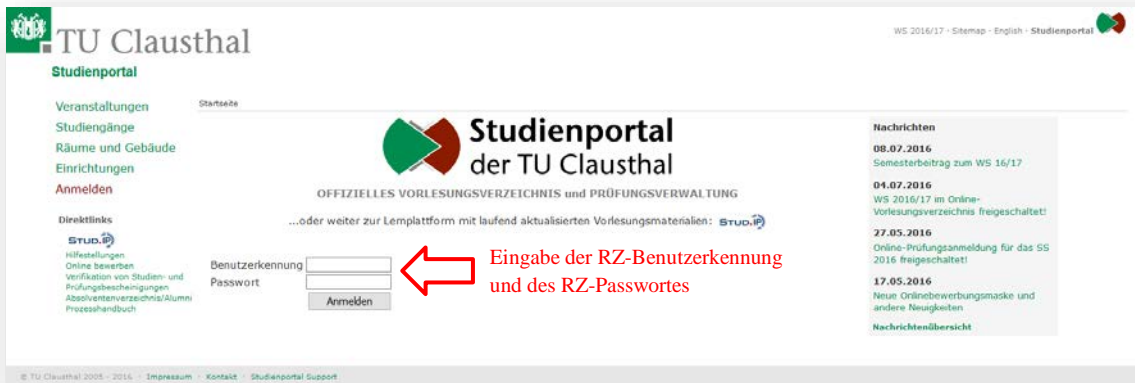 TU Clausthal
WS 2016/17 - Sitemap - English - Studienportal
Studienportal
Veranstaltungen
Studiengänge
Räume und Gebäude
Einrichtungen
Anmelden
Direktlinks
STUD.IP
Hilfestellungen
Online bewerben
Verifikation von Studien- und
Prüfungsbescheinigungen
Absolventenverzeichnis/Alumni
Prozesshandbuch
Startseite
Studienportal
der TU Clausthal
OFFIZIELLES VORLESUNGSVERZEICHNIS und PRÜFUNGSVERWALTUNG
...oder weiter zur Lernplattform mit laufend aktualisierten Vorlesungsmaterialien: STUD.IP
Benutzerkennung
Passwort
Anmelden
Eingabe der RZ-Benutzerkennung
und des RZ-Passwortes
Nachrichten
08.07.2016
Semesterbeitrag zum WS 16/17
04.07.2016
WS 2016/17 im Online-
Vorlesungsverzeichnis freigeschaltet!
27.05.2016
Online-Prüfungsanmeldung für das SS
2016 freigeschaltet!
17.05.2016
Neue Onlinebewerbungsmaske und
andere Neuigkeiten
Nachrichtenübersicht
© TU Clausthal 2005 - 2016 - Impressum - Kontakt - Studienportal Support